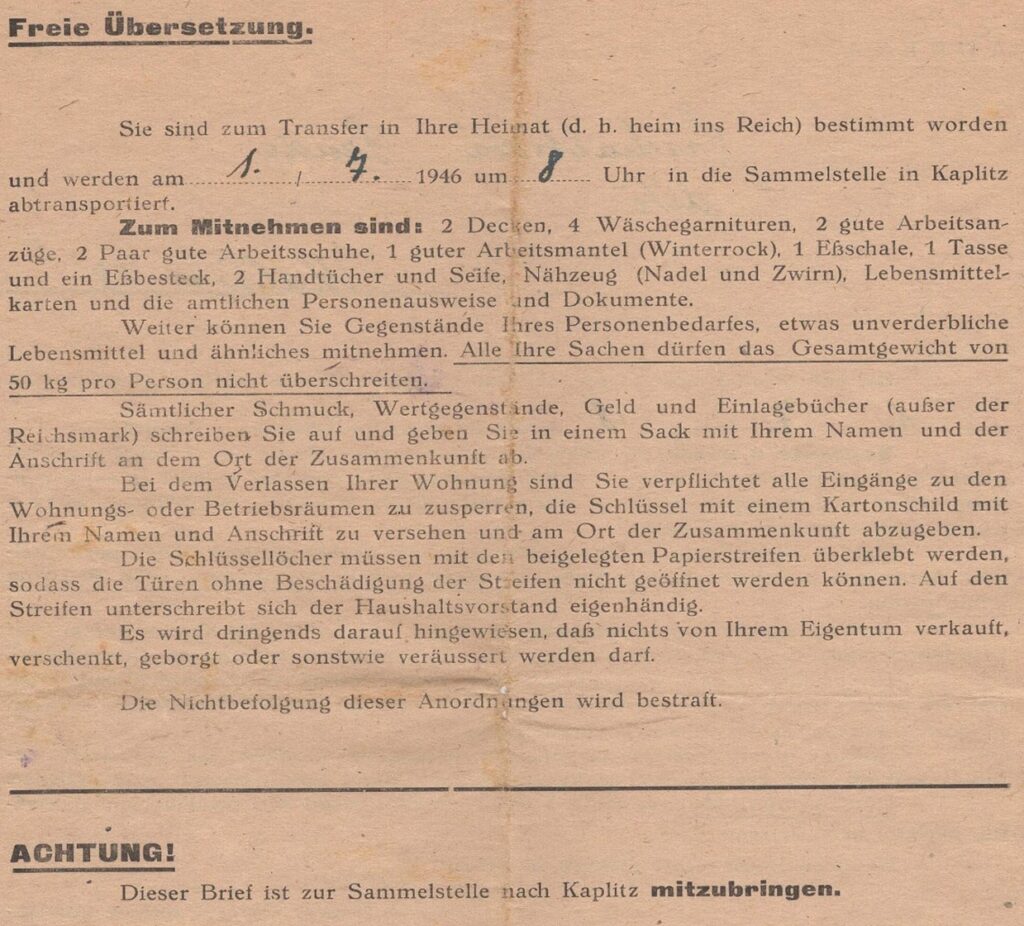 Freie Übersetzung.
Sie sind zum Transfer in Ihre Heimat (d. h. heim ins Reich) bestimmt worden
und werden am 1. / 7. 1946 um 8 Uhr in die Sammelstelle in Kaplitz
abtransportiert.
Zum Mitnehmen sind: 2 Decken, 4 Wäschegarnituren, 2 gute Arbeitsan-
züge, 2 Paar gute Arbeitsschuhe, 1 guter Arbeitsmantel (Winterrock), 1 Eßschale, 1 Tasse
und ein Eßbesteck, 2 Handtücher und Seife, Nähzeug (Nadel und Zwirn), Lebensmittel-
karten und die amtlichen Personenausweise und Dokumente.
Weiter können Sie Gegenstände Ihres Personenbedarfes, etwas unverderbliche
Lebensmittel und ähnliches mitnehmen. Alle Ihre Sachen dürfen das Gesamtgewicht von
50 kg pro Person nicht überschreiten.
Sämtlicher Schmuck, Wertgegenstände, Geld und Einlagebücher (außer der
Reichsmark) schreiben Sie auf und geben Sie in einem Sack mit Ihrem Namen und der
Anschrift an dem Ort der Zusammenkunft ab.
Bei dem Verlassen Ihrer Wohnung sind Sie verpflichtet alle Eingänge zu den
Wohnungs- oder Betriebsräumen zu zusperren, die Schlüssel mit einem Kartonschild mit
Ihrem Namen und Anschrift zu versehen und am Ort der Zusammenkunft abzugeben.
Die Schlüssellöcher müssen mit den beigelegten Papierstreifen überklebt werden,
sodass die Türen ohne Beschädigung der Streifen nicht geöffnet werden können. Auf den
Streifen unterschreibt sich der Haushaltsvorstand eigenhändig.
Es wird dringends darauf hingewiesen, daß nichts von Ihrem Eigentum verkauft,
verschenkt, geborgt oder sonstwie veräussert werden darf.
Die Nichtbefolgung dieser Anordnungen wird bestraft.
ACHTUNG!
Dieser Brief ist zur Sammelstelle nach Kaplitz mitzubringen.